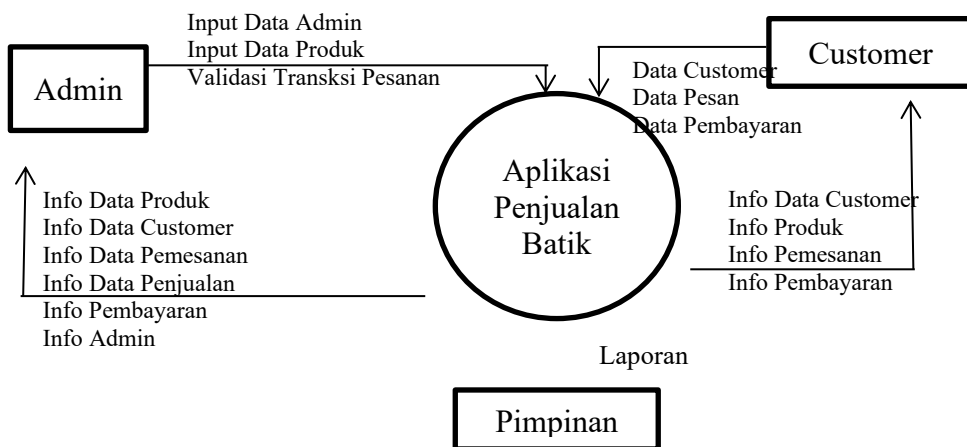 Input Data Admin
Input Data Produk
Validasi Transksi Pesanan
Admin
Customer
Data Customer
Data Pesan
Data Pembayaran
Aplikasi
Penjualan
Batik
Info Data Produk
Info Data Customer
Info Data Pemesanan
Info Data Penjualan
Info Pembayaran
Info Admin
Info Data Customer
Info Produk
Info Pemesanan
Info Pembayaran
Laporan
Pimpinan